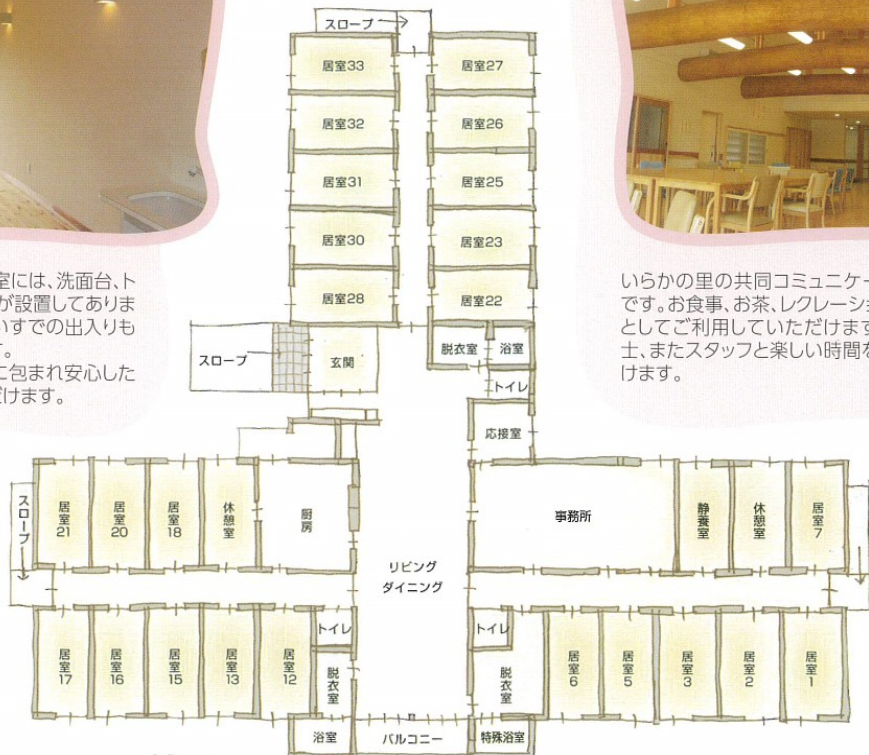 スロープ
居室33
居室27
居室32
居室26
居室31
居室25
居室30
居室23
居室28
居室22
室には、洗面台、ト
が設置してありま
いすでの出入りも
す。
に包まれ安心した
だけます。
いらかの里の共同コミュニケー
です。お食事、お茶、レクレーショ
としてご利用していただけます
士、またスタッフと楽しい時間を
けます。
スロープ
玄関
脱衣室
浴室
トイレ
応接室
スロープ
居室21
居室20
居室18
休憩室
厨房
事務所
静養室
休憩室
居室7
リビング
ダイニング
居室17
居室16
居室15
居室13
居室12
トイレ
脱衣室
トイレ
脱衣室
居室6
居室5
居室3
居室2
居室1
浴室
バルコニー
特殊浴室